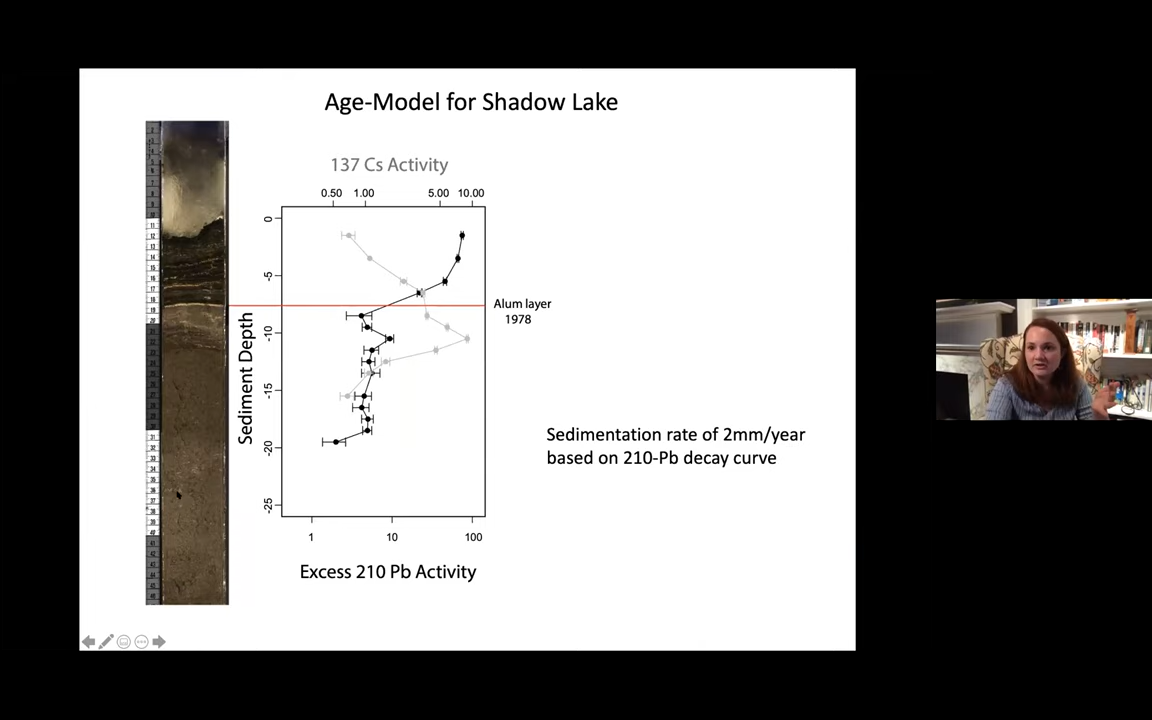 Age-Model for Shadow Lake
137 Cs Activity
0.50 1.00 5.00 10.00
0
-5
-10
-15
-20
-25
Sediment Depth
Alum layer
1978
Sedimentation rate of 2mm/year
based on 210-Pb decay curve
1 10 100
Excess 210 Pb Activity